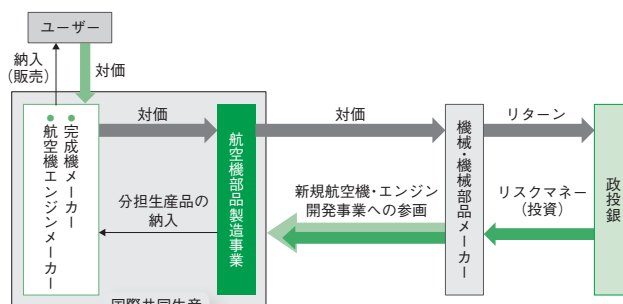 ユーザー
納入
(販売)
対価
● 完成機メーカー
● 航空機エンジンメーカー
対価
航空機部品製造事業
対価
機械・機械部品メーカー
リターン
政投銀
分担生産品の
納入
新規航空機・エンジン
開発事業への参画
リスクマネー
(投資)
国際共同生産